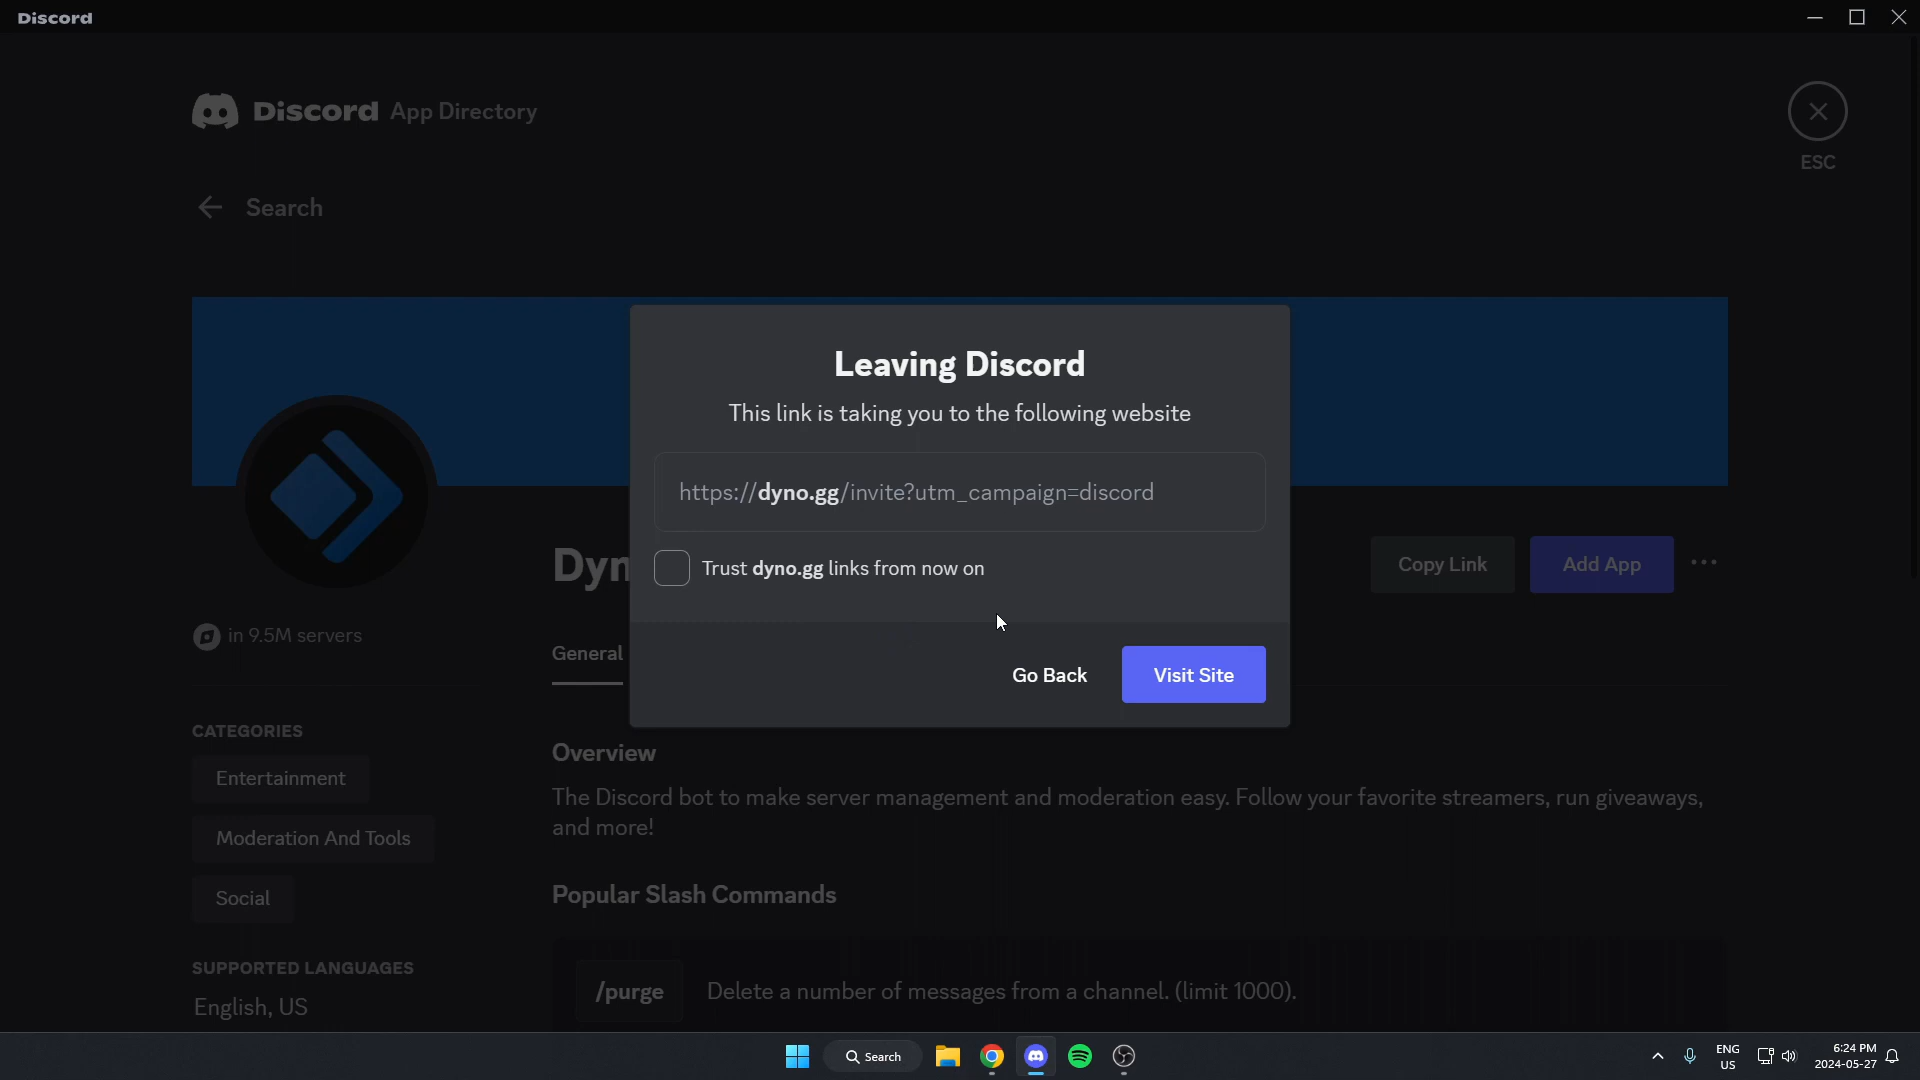 Discord
Discord App Directory
ESC
Search
Leaving Discord
This link is taking you to the following website
https://dyno.gg/invite?utm_campaign=discord
Trust dyno.gg links from now on
Go Back
Visit Site
Copy Link
Add App
in 9.5M servers
General
CATEGORIES
Entertainment
Moderation And Tools
Social
SUPPORTED LANGUAGES
English, US
Overview
The Discord bot to make server management and moderation easy. Follow your favorite streamers, run giveaways,
and more!
Popular Slash Commands
/purge Delete a number of messages from a channel. (limit 1000).
Search
ENG
US
6:24 PM
2024-05-27